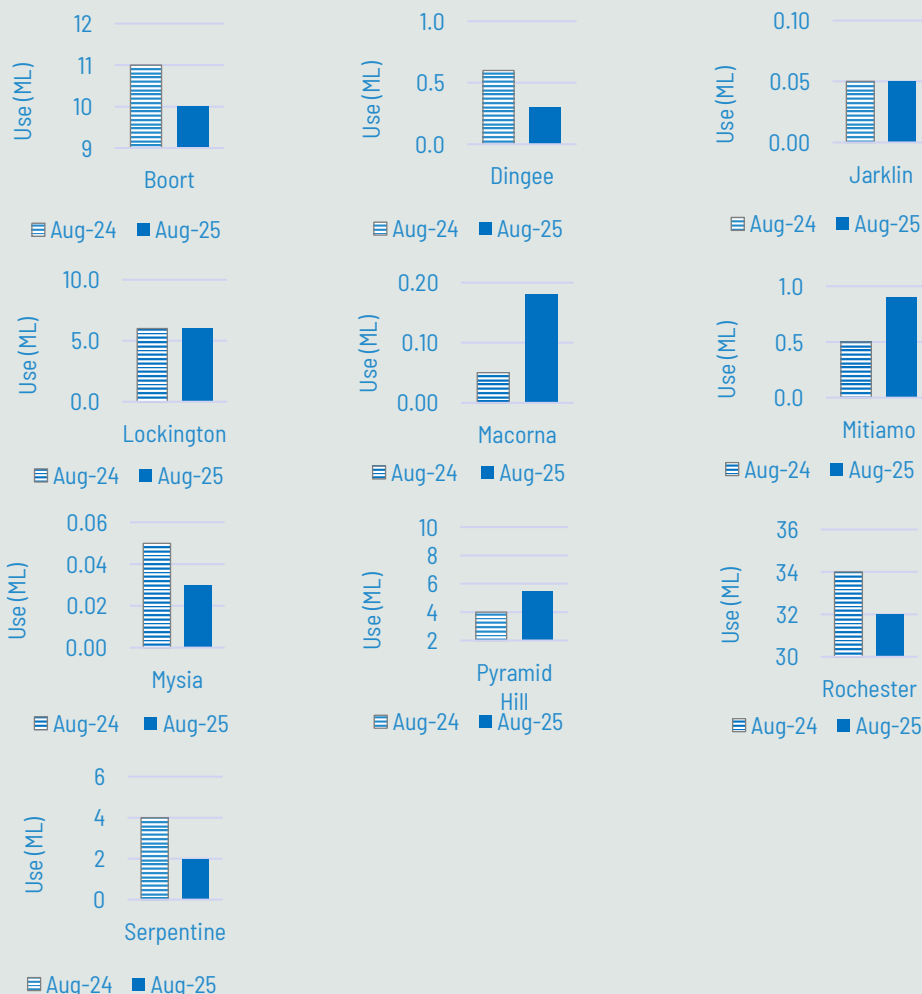 12
11
10
9
Use (ML)
Boort
Aug-24 Aug-25
1.0
0.5
0.0
Use (ML)
Dingee
Aug-24 Aug-25
0.10
0.05
0.00
Use (ML)
Jarklin
Aug-24 Aug-25
10.0
5.0
0.0
Use (ML)
Lockington
Aug-24 Aug-25
0.20
0.10
0.00
Use (ML)
Macorna
Aug-24 Aug-25
1.0
0.5
0.0
Use (ML)
Mitiamo
Aug-24 Aug-25
0.06
0.04
0.02
0.00
Use (ML)
Mysia
Aug-24 Aug-25
10
8
6
4
2
Use (ML)
Pyramid
Hill
Aug-24 Aug-25
36
34
32
30
Use (ML)
Rochester
Aug-24 Aug-25
6
4
2
0
Use (ML)
Serpentine
Aug-24 Aug-25